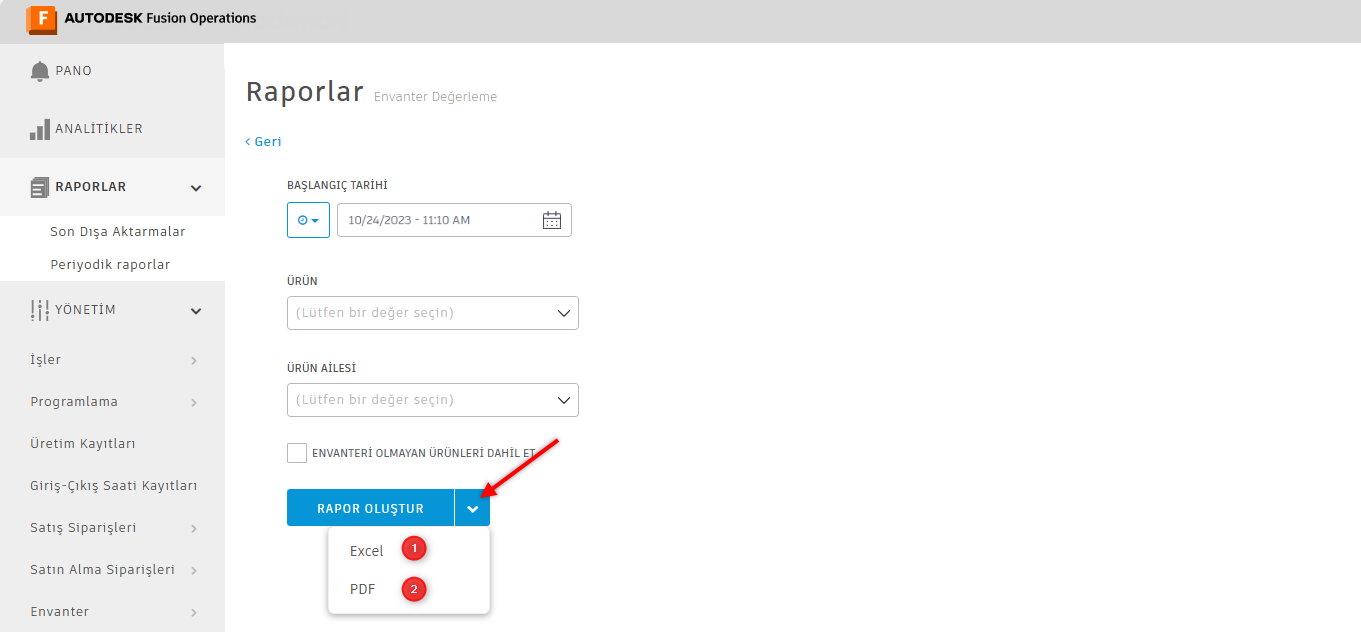 F AUTODESK Fusion Operations
PANO
ANALİTİKLER
RAPORLAR
Son Dışa Aktarmalar
Periyodik raporlar
YÖNETİM
İşler
Programlama
Üretim Kayıtları
Giriş-Çıkış Saati Kayıtları
Satış Siparişleri
Satın Alma Siparişleri
Envanter
Raporlar Envanter Değerleme
< Geri
BAŞLANGIÇ TARİHİ
10/24/2023 - 11:10 AM
ÜRÜN
(Lütfen bir değer seçin)
ÜRÜN AİLESİ
(Lütfen bir değer seçin)
ENVANTERİ OLMAYAN ÜRÜNLERİ DAHİL ET
RAPOR OLUŞTUR
Excel 1
PDF 2